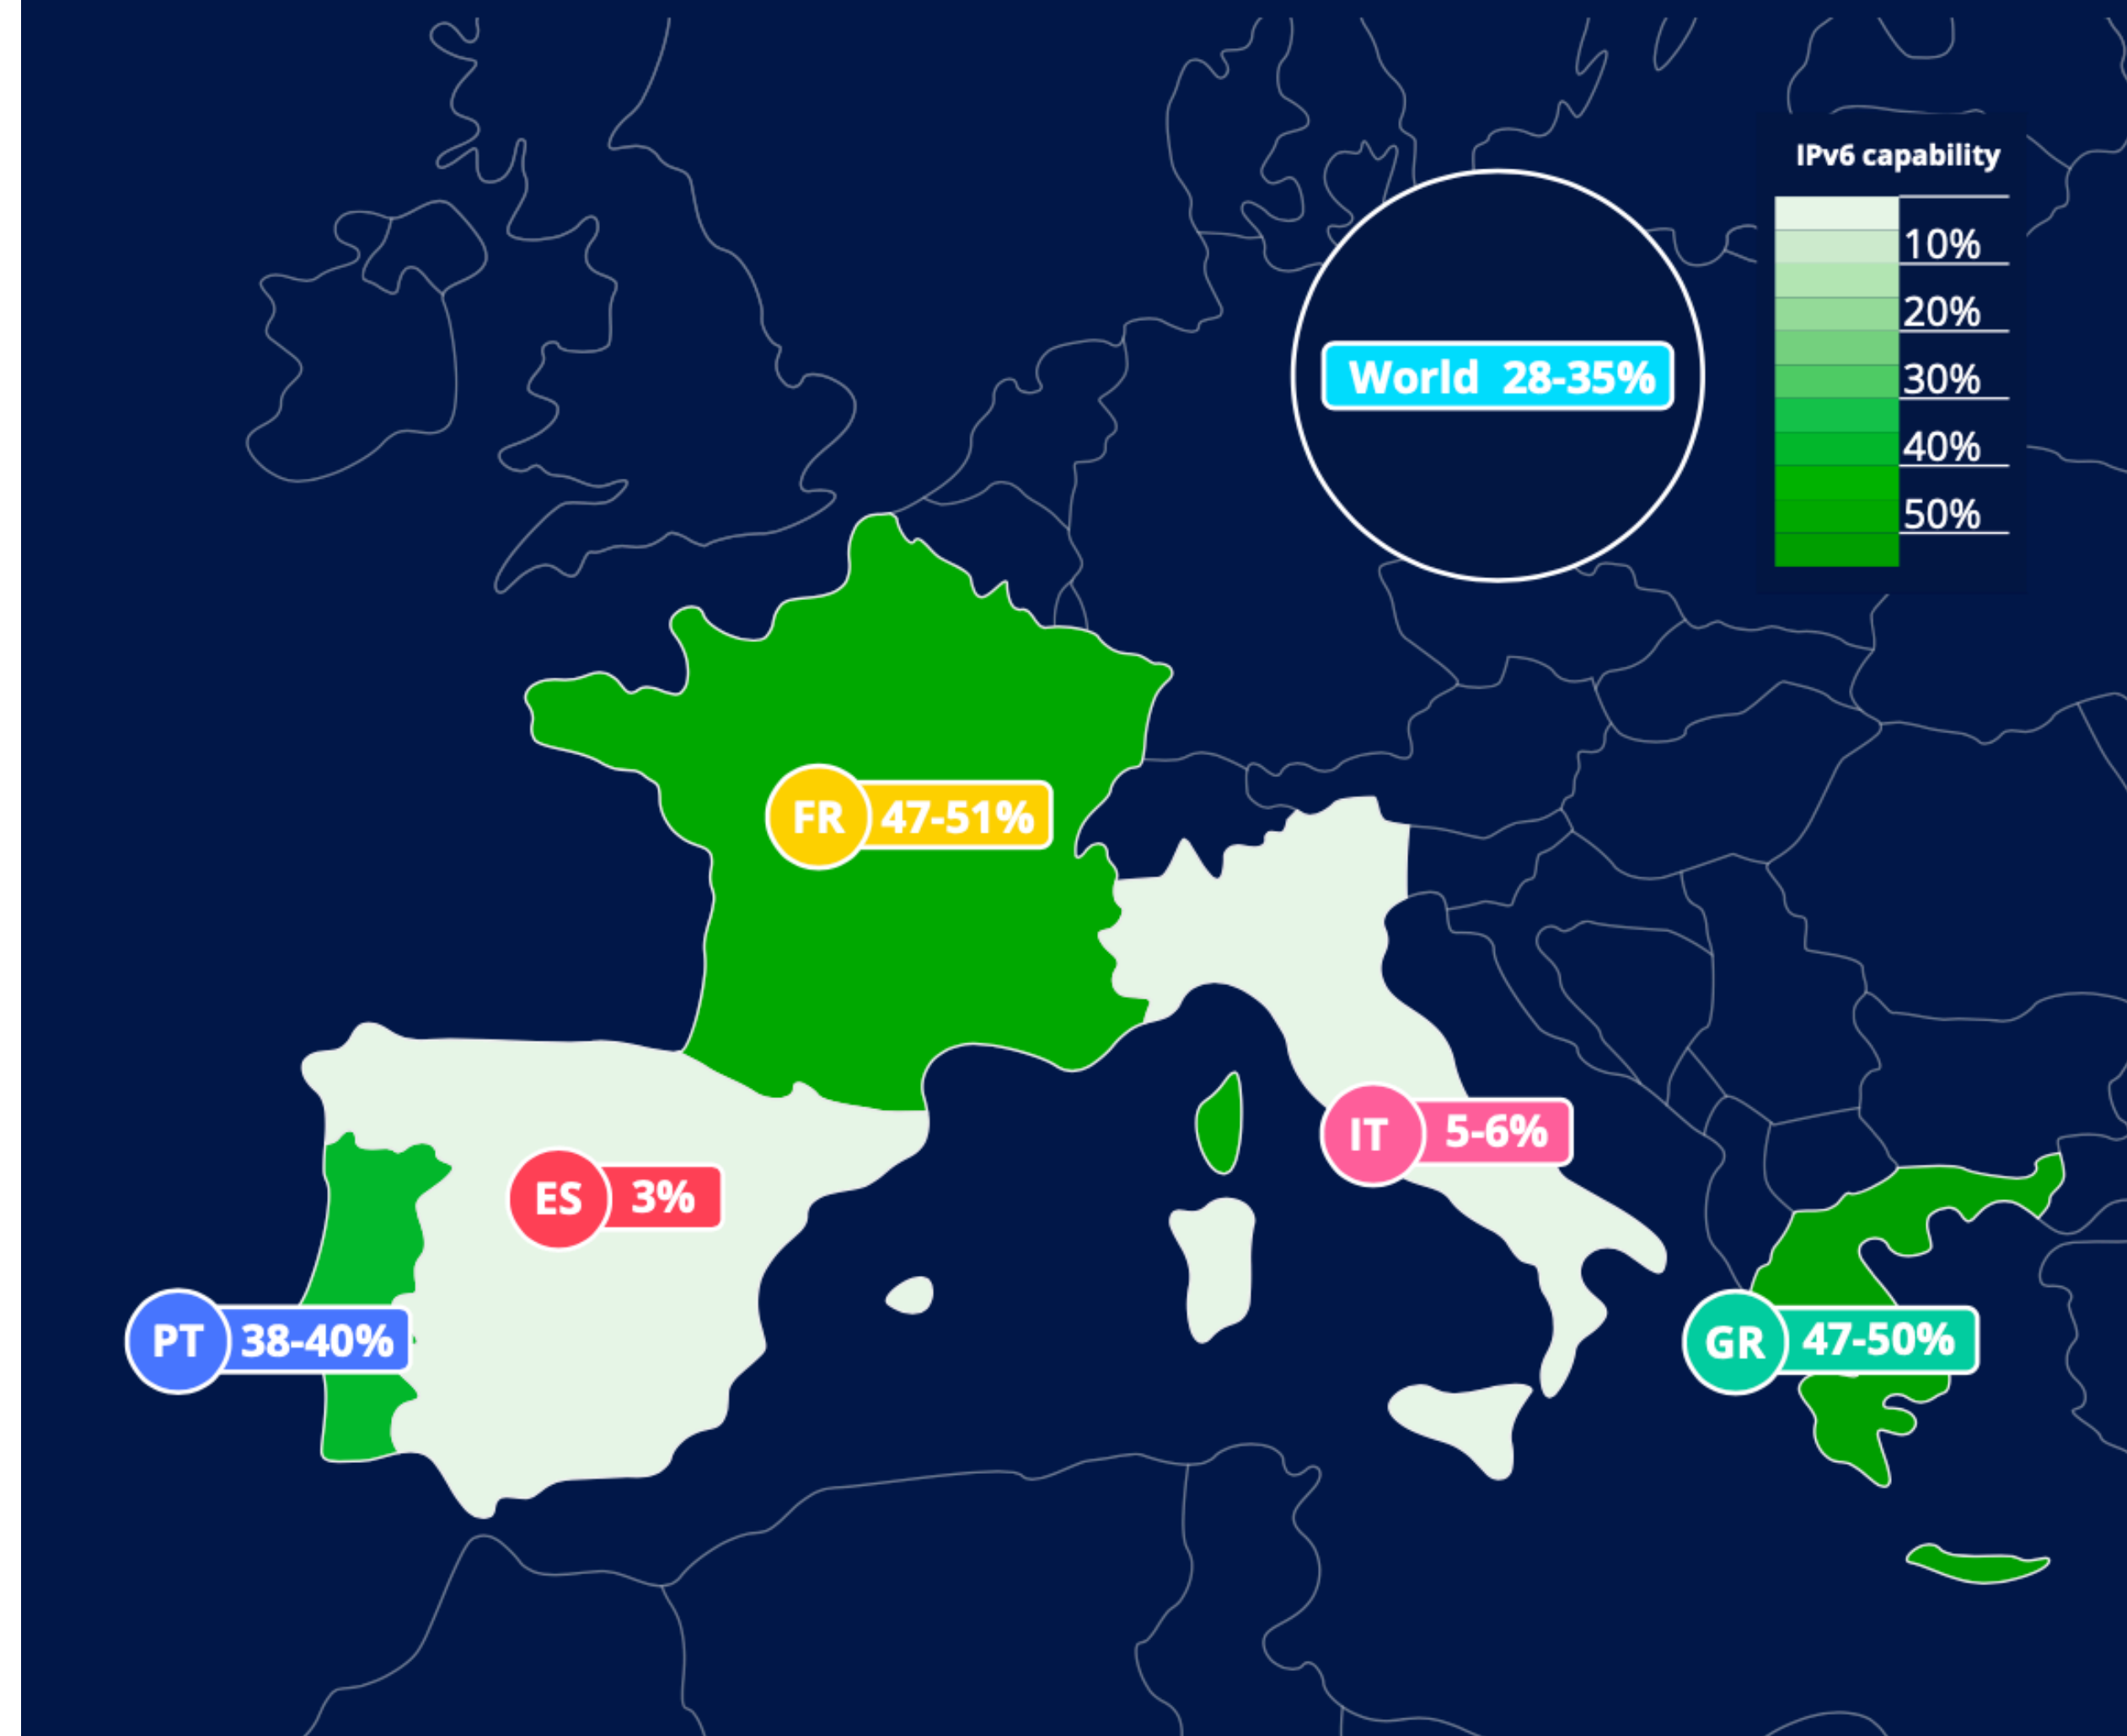 IPv6 capability
10%
20%
30%
40%
50%
World 28-35%
FR 47-51%
IT 5-6%
ES 3%
PT 38-40%
GR 47-50%